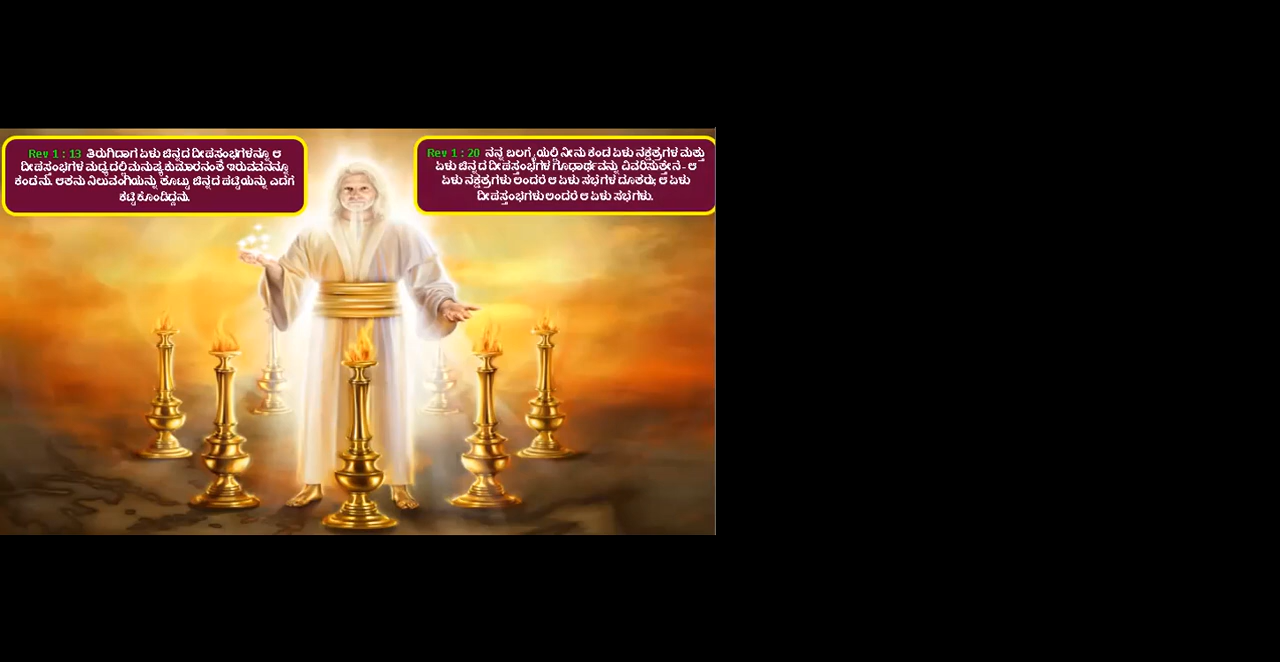 Rev 1 : 13 ತಿರುಗಿದಾಗ ಏಳು ಚಿನ್ನದ ದೀಪಸ್ತಂಭಗಳನ್ನೂ ಆ
ದೀಪಸ್ತಂಭಗಳ ಮಧ್ಯದಲ್ಲಿ ಮನುಷ್ಯಕುಮಾರನಂತೆ ಇರುವವನನ್ನೂ
ಕಂಡನು. ಆತನು ನಿಲುವಂಗಿಯನ್ನು ತೊಟ್ಟು ಚಿನ್ನದ ಪಟ್ಟಿಯನ್ನು ಎದೆಗೆ
ಕಟ್ಟಿಕೊಂಡಿದ್ದನು.
Rev 1 : 20 ನನ್ನ ಬಲಗೈಯಲ್ಲಿ ನೀನು ಕಂಡ ಏಳು ನಕ್ಷತ್ರಗಳ ಮತ್ತು
ಏಳು ಚಿನ್ನದ ದೀಪಸ್ತಂಭಗಳ ಗೂಢಾರ್ಥವನ್ನು ವಿವರಿಸುತ್ತೇನೆ - ಆ
ಏಳು ನಕ್ಷತ್ರಗಳು ಅಂದರೆ ಆ ಏಳು ಸಭೆಗಳ ದೂತರು; ಆ ಏಳು
ದೀಪಸ್ತಂಭಗಳು ಅಂದರೆ ಆ ಏಳು ಸಭೆಗಳು.